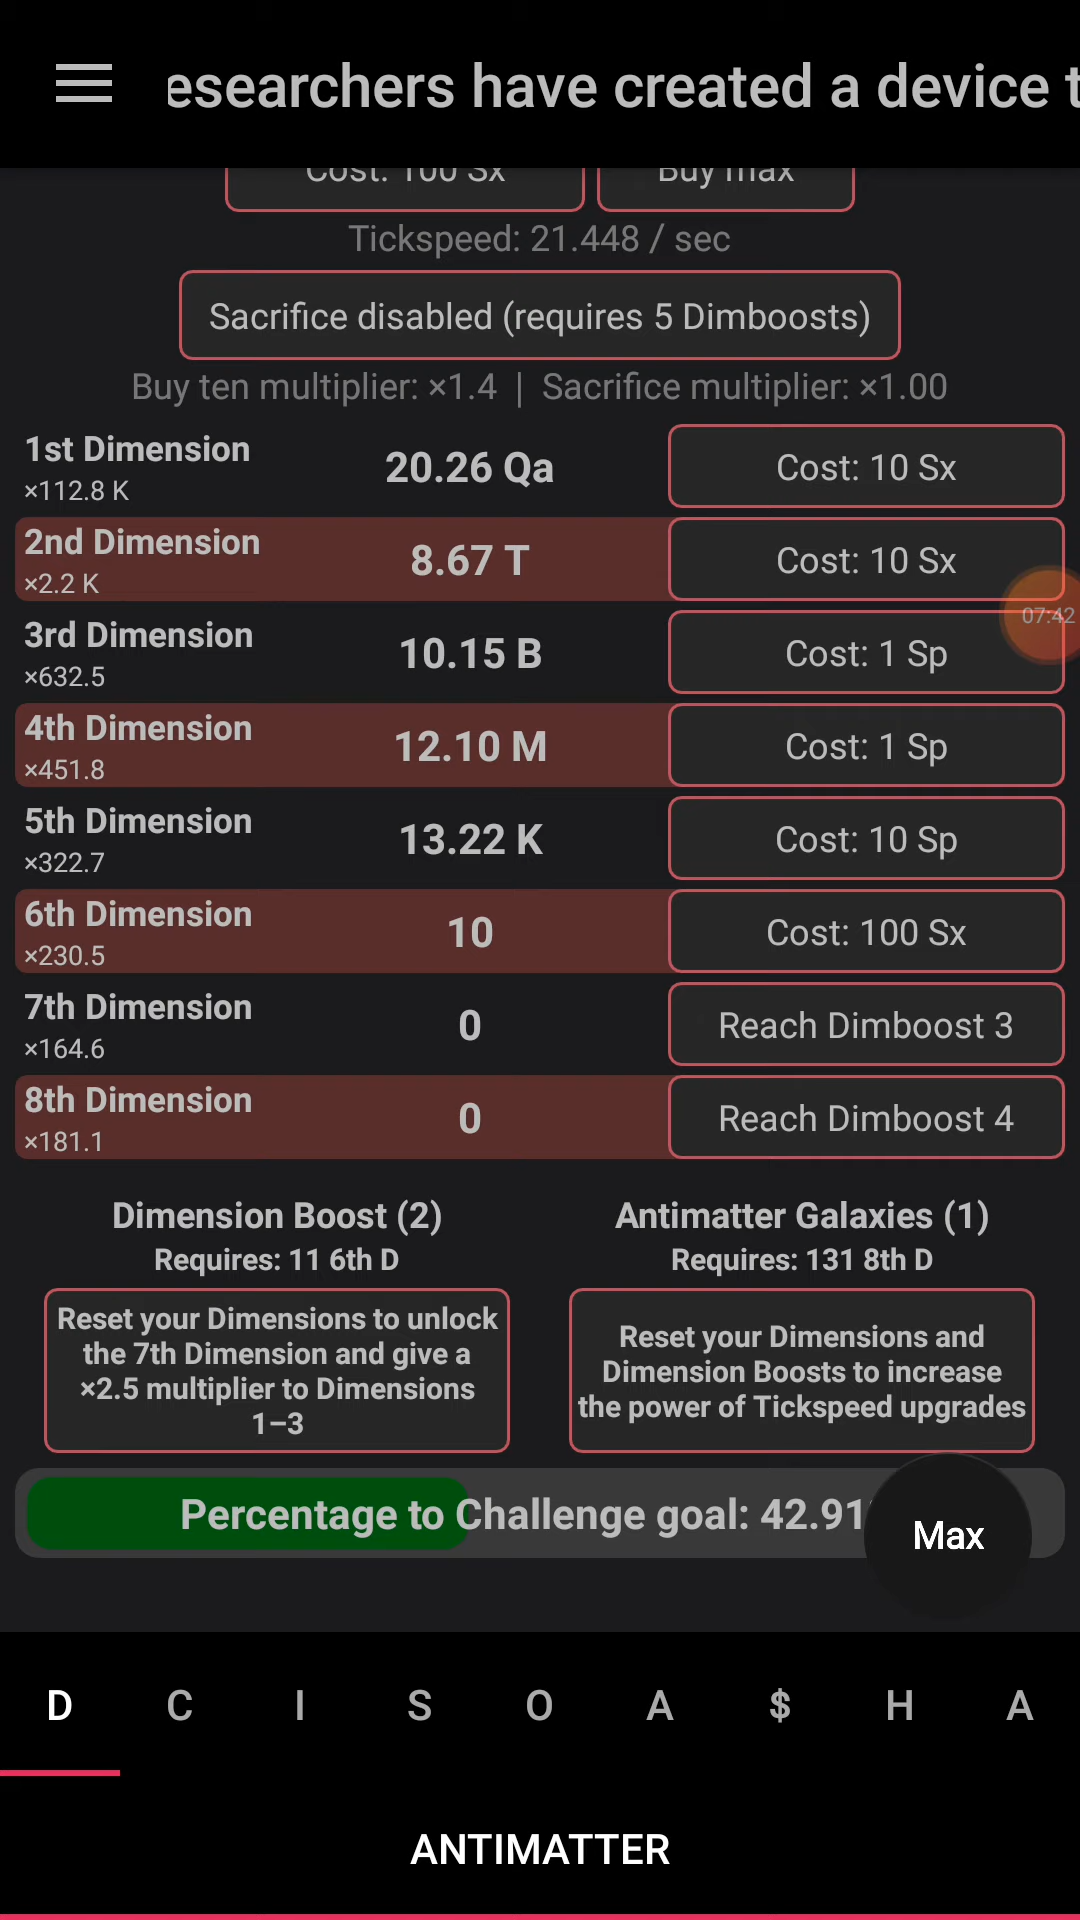 esearchers have created a device t
Cost: 100 Sx
Buy max
Tickspeed: 21.448 / sec
Sacrifice disabled (requires 5 Dimboosts)
Buy ten multiplier: ×1.4 | Sacrifice multiplier: ×1.00
1st Dimension
×112.8 K
20.26 Qa
Cost: 10 Sx
2nd Dimension
×2.2 K
8.67 T
Cost: 10 Sx
07:42
3rd Dimension
×632.5
10.15 B
Cost: 1 Sp
4th Dimension
×451.8
12.10 M
Cost: 1 Sp
5th Dimension
×322.7
13.22 K
Cost: 10 Sp
6th Dimension
×230.5
10
Cost: 100 Sx
7th Dimension
×164.6
0
Reach Dimboost 3
8th Dimension
×181.1
0
Reach Dimboost 4
Dimension Boost (2)
Requires: 11 6th D
Reset your Dimensions to unlock
the 7th Dimension and give a
×2.5 multiplier to Dimensions
1–3
Antimatter Galaxies (1)
Requires: 131 8th D
Reset your Dimensions and
Dimension Boosts to increase
the power of Tickspeed upgrades
Percentage to Challenge goal: 42.91
Max
D C I S O A $ H A
ANTIMATTER